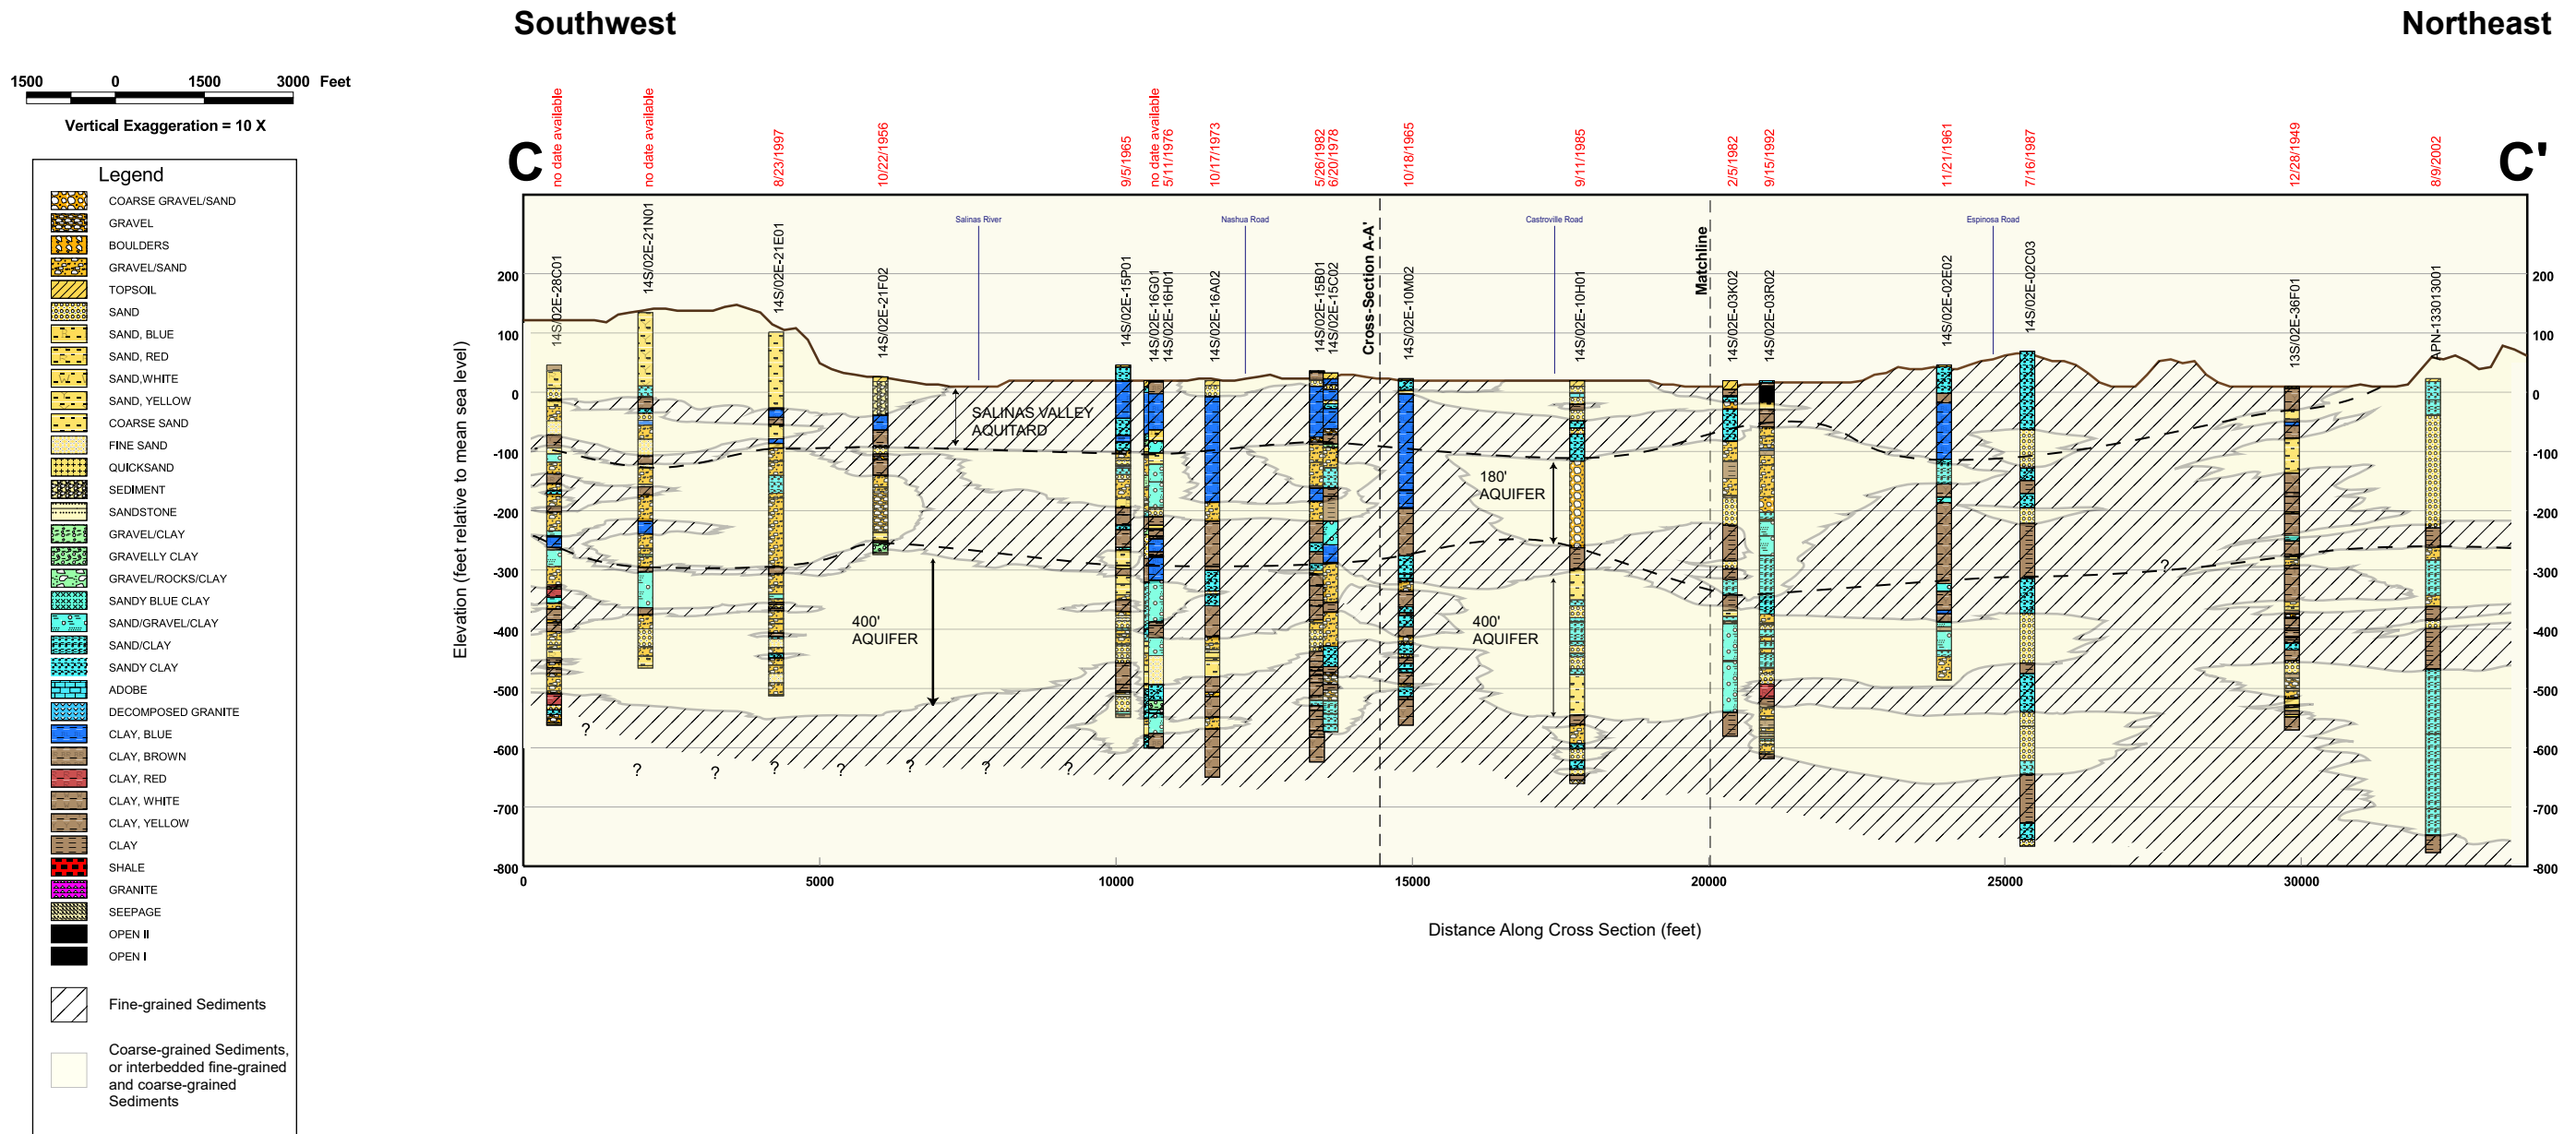 Southwest
Northeast
1500 0 1500 3000 Feet
Vertical Exaggeration = 10 X
Legend
COARSE GRAVEL/SAND
GRAVEL
BOULDERS
GRAVEL/SAND
TOPSOIL
SAND
SAND, BLUE
SAND, RED
SAND,WHITE
SAND, YELLOW
COARSE SAND
FINE SAND
QUICKSAND
SEDIMENT
SANDSTONE
GRAVEL/CLAY
GRAVELLY CLAY
GRAVEL/ROCKS/CLAY
SANDY BLUE CLAY
SAND/GRAVEL/CLAY
SAND/CLAY
SANDY CLAY
ADOBE
DECOMPOSED GRANITE
CLAY, BLUE
CLAY, BROWN
CLAY, RED
CLAY, WHITE
CLAY, YELLOW
CLAY
SHALE
GRANITE
SEEPAGE
OPEN II
OPEN I
Fine-grained Sediments
Coarse-grained Sediments,
or interbedded fine-grained
and coarse-grained
Sediments
C
C'
no date available
no date available
8/23/1997
10/22/1956
9/5/1965
no date available
5/11/1976
10/17/1973
5/26/1982
6/20/1978
10/18/1965
9/11/1985
2/5/1982
9/15/1992
11/21/1961
7/16/1987
12/28/1949
8/9/2002
14S/02E-28C01
14S/02E-21N01
14S/02E-21E01
14S/02E-21F02
Salinas River
14S/02E-15P01
14S/02E-16G01
14S/02E-16H01
14S/02E-16A02
Nashua Road
14S/02E-15B01
14S/02E-15C02
Cross-Section A-A'
14S/02E-10M02
Castroville Road
14S/02E-10H01
Matchline
14S/02E-03K02
14S/02E-03R02
14S/02E-02E02
Espinosa Road
14S/02E-02C03
13S/02E-36F01
APN-133013001
Elevation (feet relative to mean sea level)
200
100
0
-100
-200
-300
-400
-500
-600
-700
-800
200
100
0
-100
-200
-300
-400
-500
-600
-700
-800
SALINAS VALLEY
AQUITARD
180'
AQUIFER
400'
AQUIFER
400'
AQUIFER
?
?
?
?
?
?
?
?
?
0 5000 10000 15000 20000 25000 30000
Distance Along Cross Section (feet)